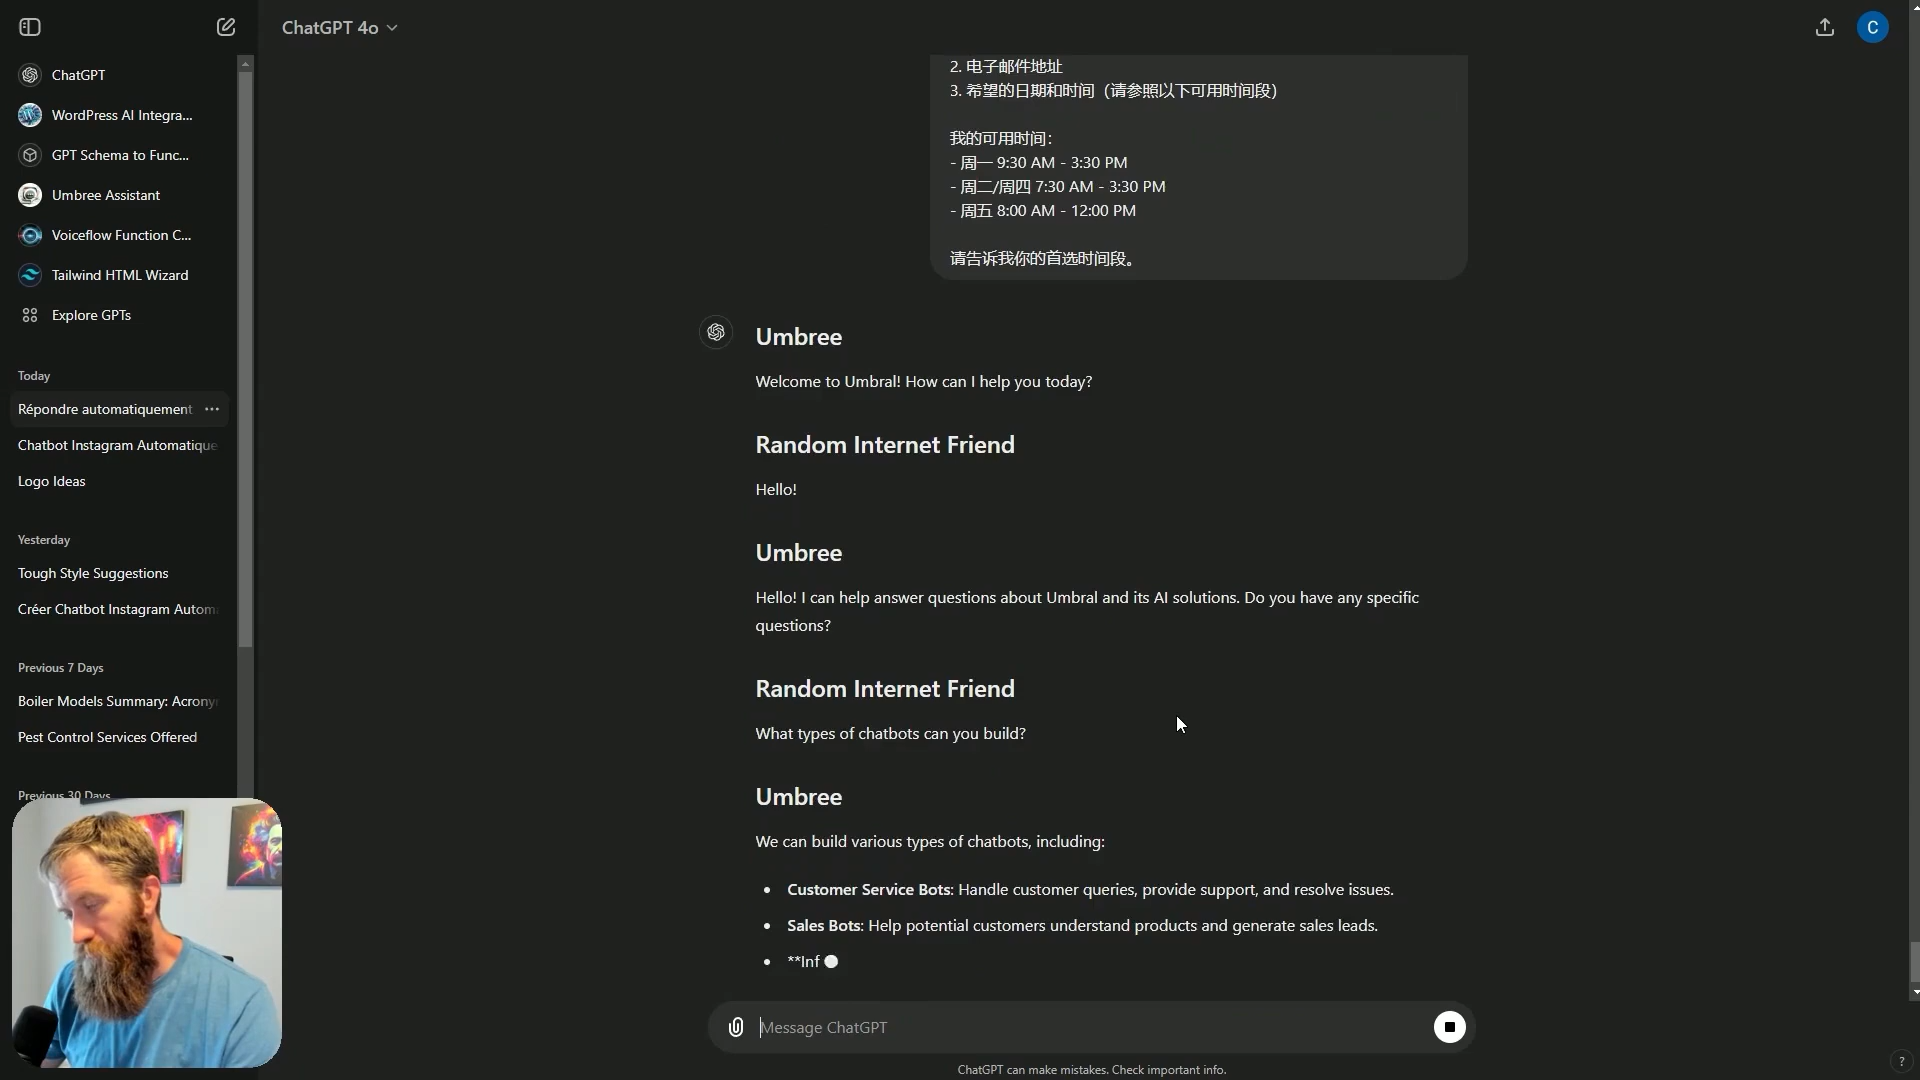 ChatGPT 4o
C
ChatGPT
WordPress AI Integra...
GPT Schema to Func...
Umbree Assistant
Voiceflow Function C...
Tailwind HTML Wizard
Explore GPTs
Today
Répondre automatiquement
Chatbot Instagram Automatique
Logo Ideas
Yesterday
Tough Style Suggestions
Créer Chatbot Instagram Autom
Previous 7 Days
Boiler Models Summary: Acrony
Pest Control Services Offered
Previous 30 Days
2. 电子邮件地址
3. 希望的日期和时间（请参照以下可用时间段）
我的可用时间：
- 周一 9:30 AM - 3:30 PM
- 周二/周四 7:30 AM - 3:30 PM
- 周五 8:00 AM - 12:00 PM
请告诉我你的首选时间段。
Umbree
Welcome to Umbral! How can I help you today?
Random Internet Friend
Hello!
Umbree
Hello! I can help answer questions about Umbral and its AI solutions. Do you have any specific
questions?
Random Internet Friend
What types of chatbots can you build?
Umbree
We can build various types of chatbots, including:
• Customer Service Bots: Handle customer queries, provide support, and resolve issues.
• Sales Bots: Help potential customers understand products and generate sales leads.
• **Inf
Message ChatGPT
ChatGPT can make mistakes. Check important info.
?